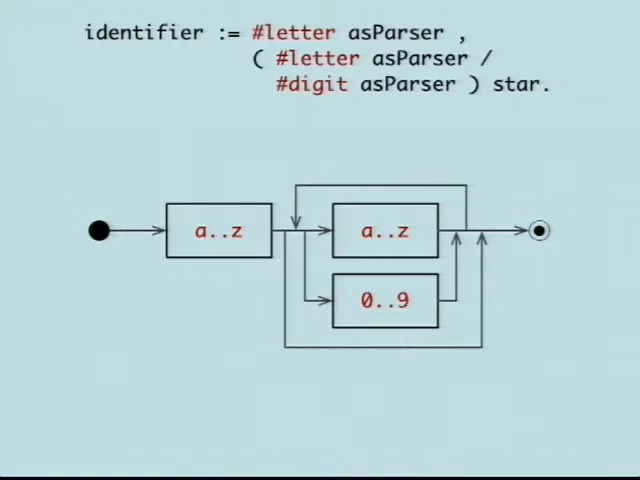 identifier := #letter asParser ,
( #letter asParser /
#digit asParser ) star.
a..z
a..z
0..9